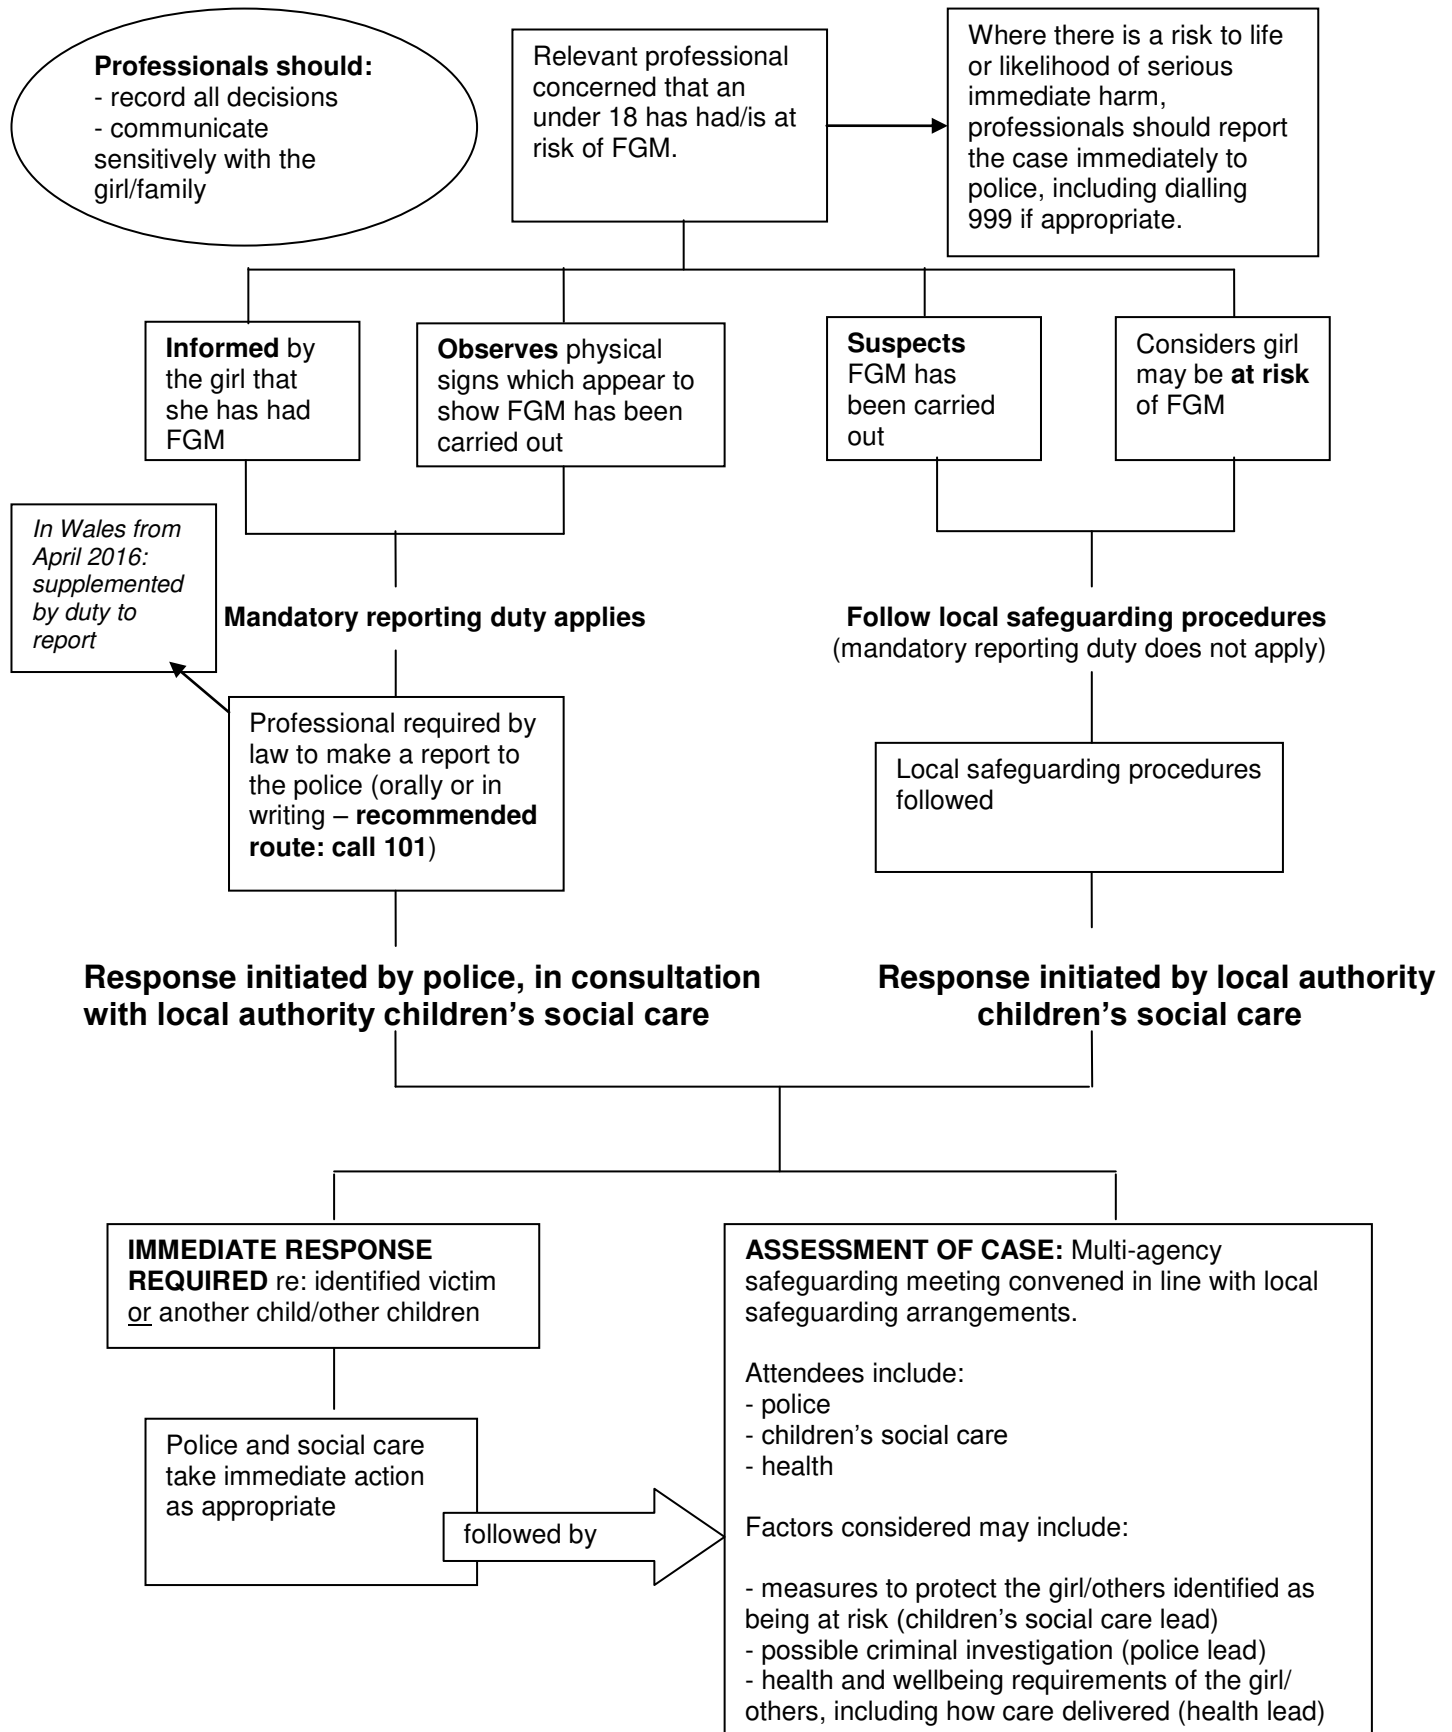 Professionals should:
- record all decisions
- communicate
sensitively with the
girl/family
Relevant professional
concerned that an
under 18 has had/is at
risk of FGM.
Where there is a risk to life
or likelihood of serious
immediate harm,
professionals should report
the case immediately to
police, including dialling
999 if appropriate.
Informed by
the girl that
she has had
FGM
Observes physical
signs which appear to
show FGM has been
carried out
Suspects
FGM has
been carried
out
Considers girl
may be at risk
of FGM
In Wales from
April 2016:
supplemented
by duty to
report
Mandatory reporting duty applies
Follow local safeguarding procedures
(mandatory reporting duty does not apply)
Professional required by
law to make a report to
the police (orally or in
writing – recommended
route: call 101)
Local safeguarding procedures
followed
Response initiated by police, in consultation
with local authority children’s social care
Response initiated by local authority
children’s social care
IMMEDIATE RESPONSE
REQUIRED re: identified victim
or another child/other children
Police and social care
take immediate action
as appropriate
followed by
ASSESSMENT OF CASE: Multi-agency
safeguarding meeting convened in line with local
safeguarding arrangements.
Attendees include:
- police
- children’s social care
- health
Factors considered may include:
- measures to protect the girl/others identified as
being at risk (children’s social care lead)
- possible criminal investigation (police lead)
- health and wellbeing requirements of the girl/
others, including how care delivered (health lead)